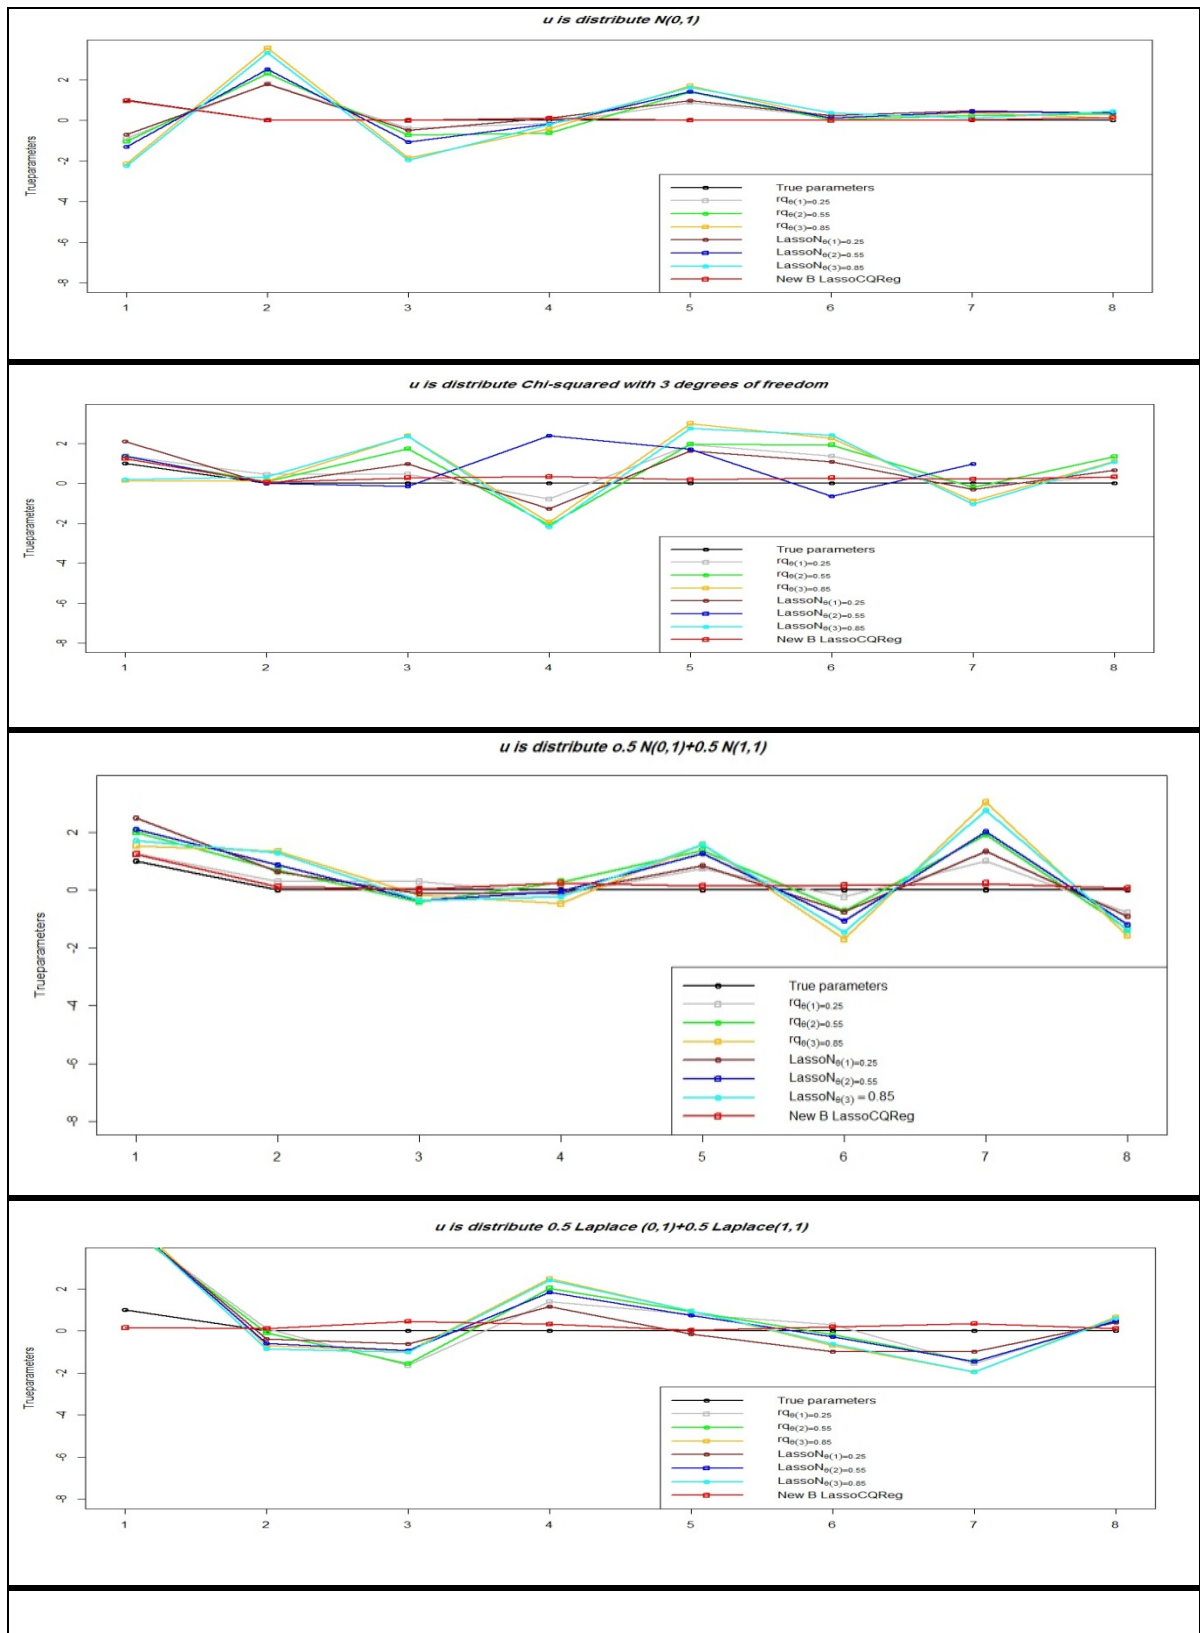 u is distribute N(0,1)
Trueparameters
2
0
-2
-4
-6
-8
True parameters
rqθ(1)=0.25
rqθ(2)=0.55
rqθ(3)=0.85
LassoNθ(1)=0.25
LassoNθ(2)=0.55
LassoNθ(3)=0.85
New B LassoCQReg
1 2 3 4 5 6 7 8
u is distribute Chi-squared with 3 degrees of freedom
Trueparameters
2
0
-2
-4
-6
-8
True parameters
rqθ(1)=0.25
rqθ(2)=0.55
rqθ(3)=0.85
LassoNθ(1)=0.25
LassoNθ(2)=0.55
LassoNθ(3)=0.85
New B LassoCQReg
1 2 3 4 5 6 7 8
u is distribute o.5 N(0,1)+0.5 N(1,1)
Trueparameters
2
0
-2
-4
-6
-8
True parameters
rqθ(1)=0.25
rqθ(2)=0.55
rqθ(3)=0.85
LassoNθ(1)=0.25
LassoNθ(2)=0.55
LassoNθ(3) = 0.85
New B LassoCQReg
1 2 3 4 5 6 7 8
u is distribute 0.5 Laplace (0,1)+0.5 Laplace(1,1)
Trueparameters
2
0
-2
-4
-6
-8
True parameters
rqθ(1)=0.25
rqθ(2)=0.55
rqθ(3)=0.85
LassoNθ(1)=0.25
LassoNθ(2)=0.55
LassoNθ(3)=0.85
New B LassoCQReg
1 2 3 4 5 6 7 8